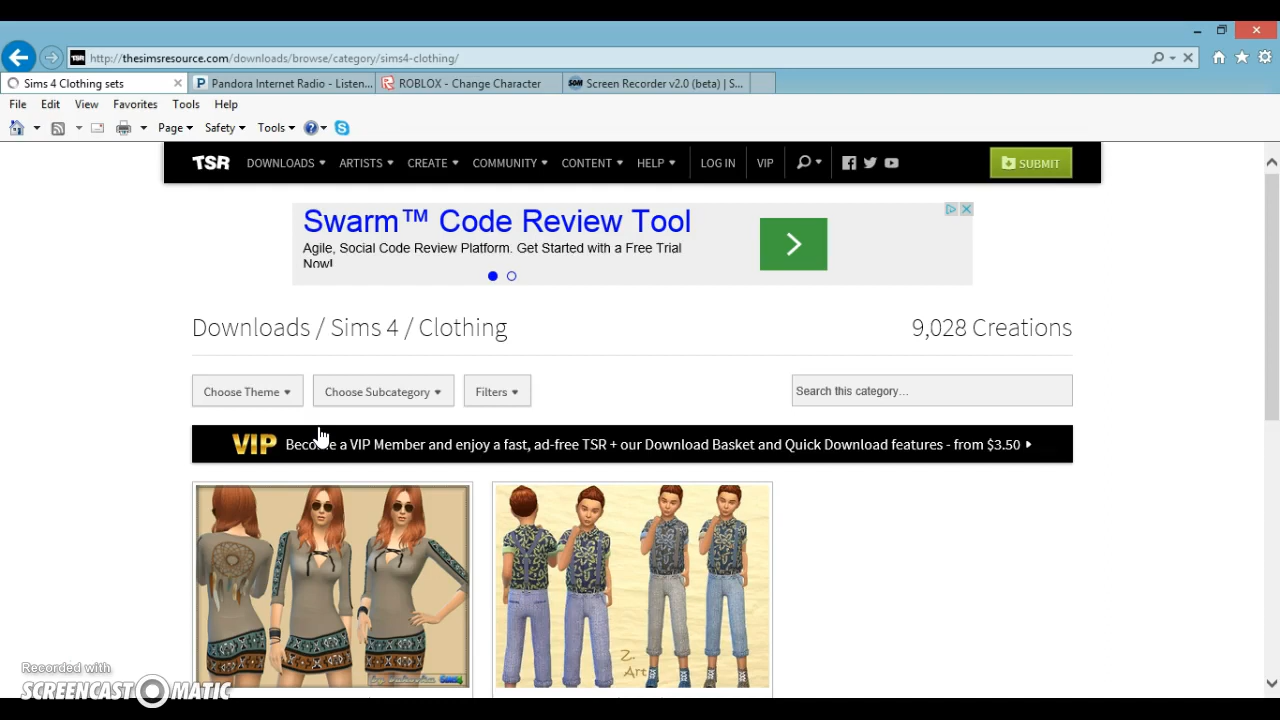 http://thesimsresource.com/downloads/browse/category/sims4-clothing/
Sims 4 Clothing sets
Pandora Internet Radio - Listen...
ROBLOX - Change Character
Screen Recorder v2.0 (beta) | S...
File Edit View Favorites Tools Help
Page Safety Tools
TSR DOWNLOADS ARTISTS CREATE COMMUNITY CONTENT HELP LOG IN VIP SUBMIT
Swarm™ Code Review Tool
Agile, Social Code Review Platform. Get Started with a Free Trial
Now!
Downloads / Sims 4 / Clothing
9,028 Creations
Choose Theme Choose Subcategory Filters Search this category...
VIP Become a VIP Member and enjoy a fast, ad-free TSR + our Download Basket and Quick Download features - from $3.50
Z.
Art
Recorded with
SCREENCAST-O-MATIC